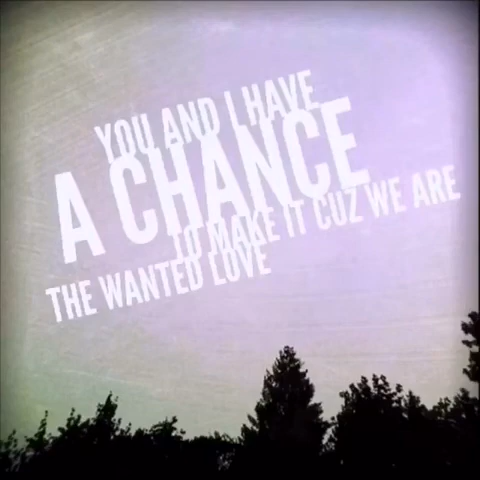 YOU AND I HAVE
A CHANCE
TO MAKE IT CUZ WE ARE
THE WANTED LOVE